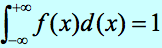 ∫_{-∞}^{+∞} f(x)d(x) = 1